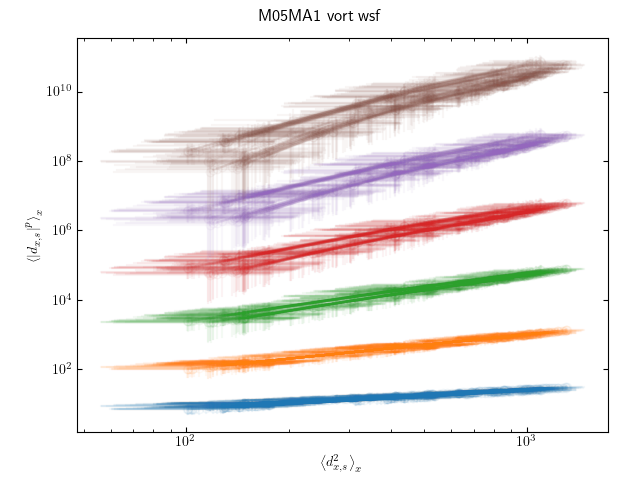 M05MA1 vort wsf
10^{10}
10^{8}
10^{6}
10^{4}
10^{2}
⟨|d_{x,s}|^p⟩_x
10^{2} 10^{3}
⟨d_{x,s}^2⟩_x